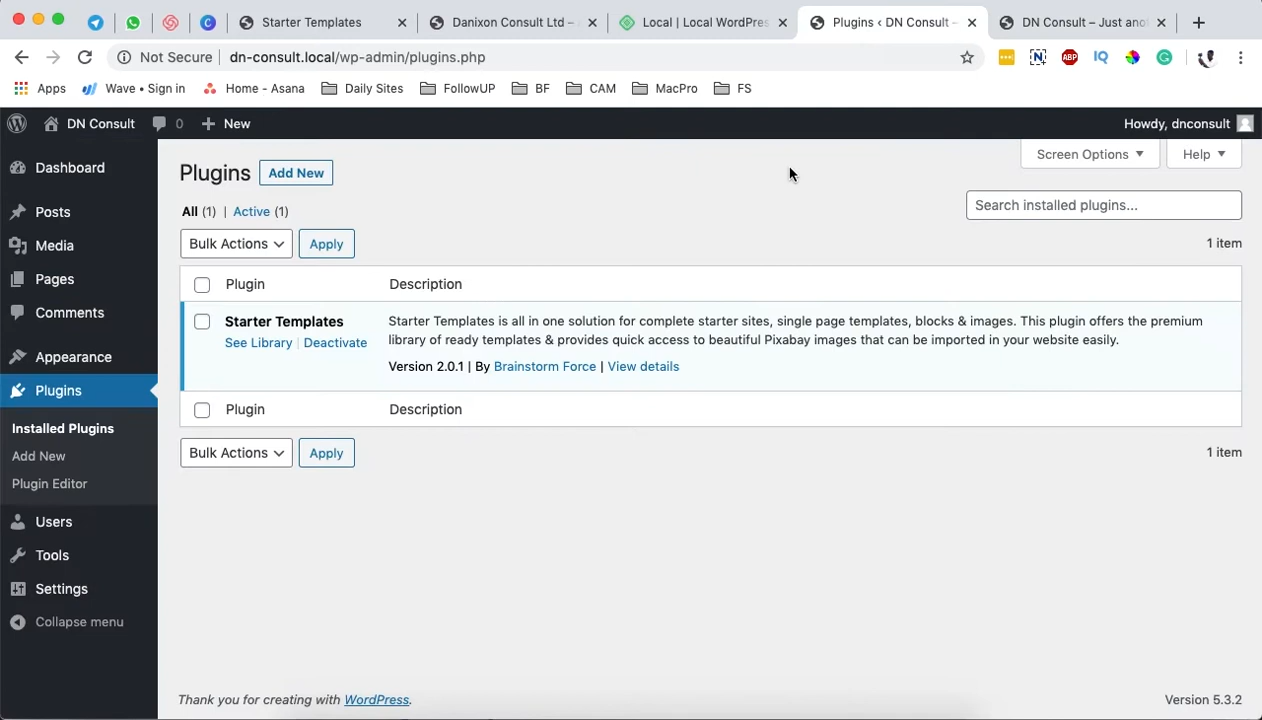 Starter Templates
Danixon Consult Ltd –
Local | Local WordPres
Plugins ‹ DN Consult –
DN Consult – Just ano
Not Secure | dn-consult.local/wp-admin/plugins.php
ABP
IQ
Apps
Wave • Sign in
Home - Asana
Daily Sites
FollowUP
BF
CAM
MacPro
FS
DN Consult
0
New
Howdy, dnconsult
Dashboard
Posts
Media
Pages
Comments
Appearance
Plugins
Installed Plugins
Add New
Plugin Editor
Users
Tools
Settings
Collapse menu
Screen Options
Help
Plugins
Add New
All (1) | Active (1)
Search installed plugins...
Bulk Actions
Apply
1 item
Plugin
Description
Starter Templates
See Library | Deactivate
Starter Templates is all in one solution for complete starter sites, single page templates, blocks & images. This plugin offers the premium
library of ready templates & provides quick access to beautiful Pixabay images that can be imported in your website easily.
Version 2.0.1 | By Brainstorm Force | View details
Plugin
Description
Bulk Actions
Apply
1 item
Thank you for creating with WordPress.
Version 5.3.2